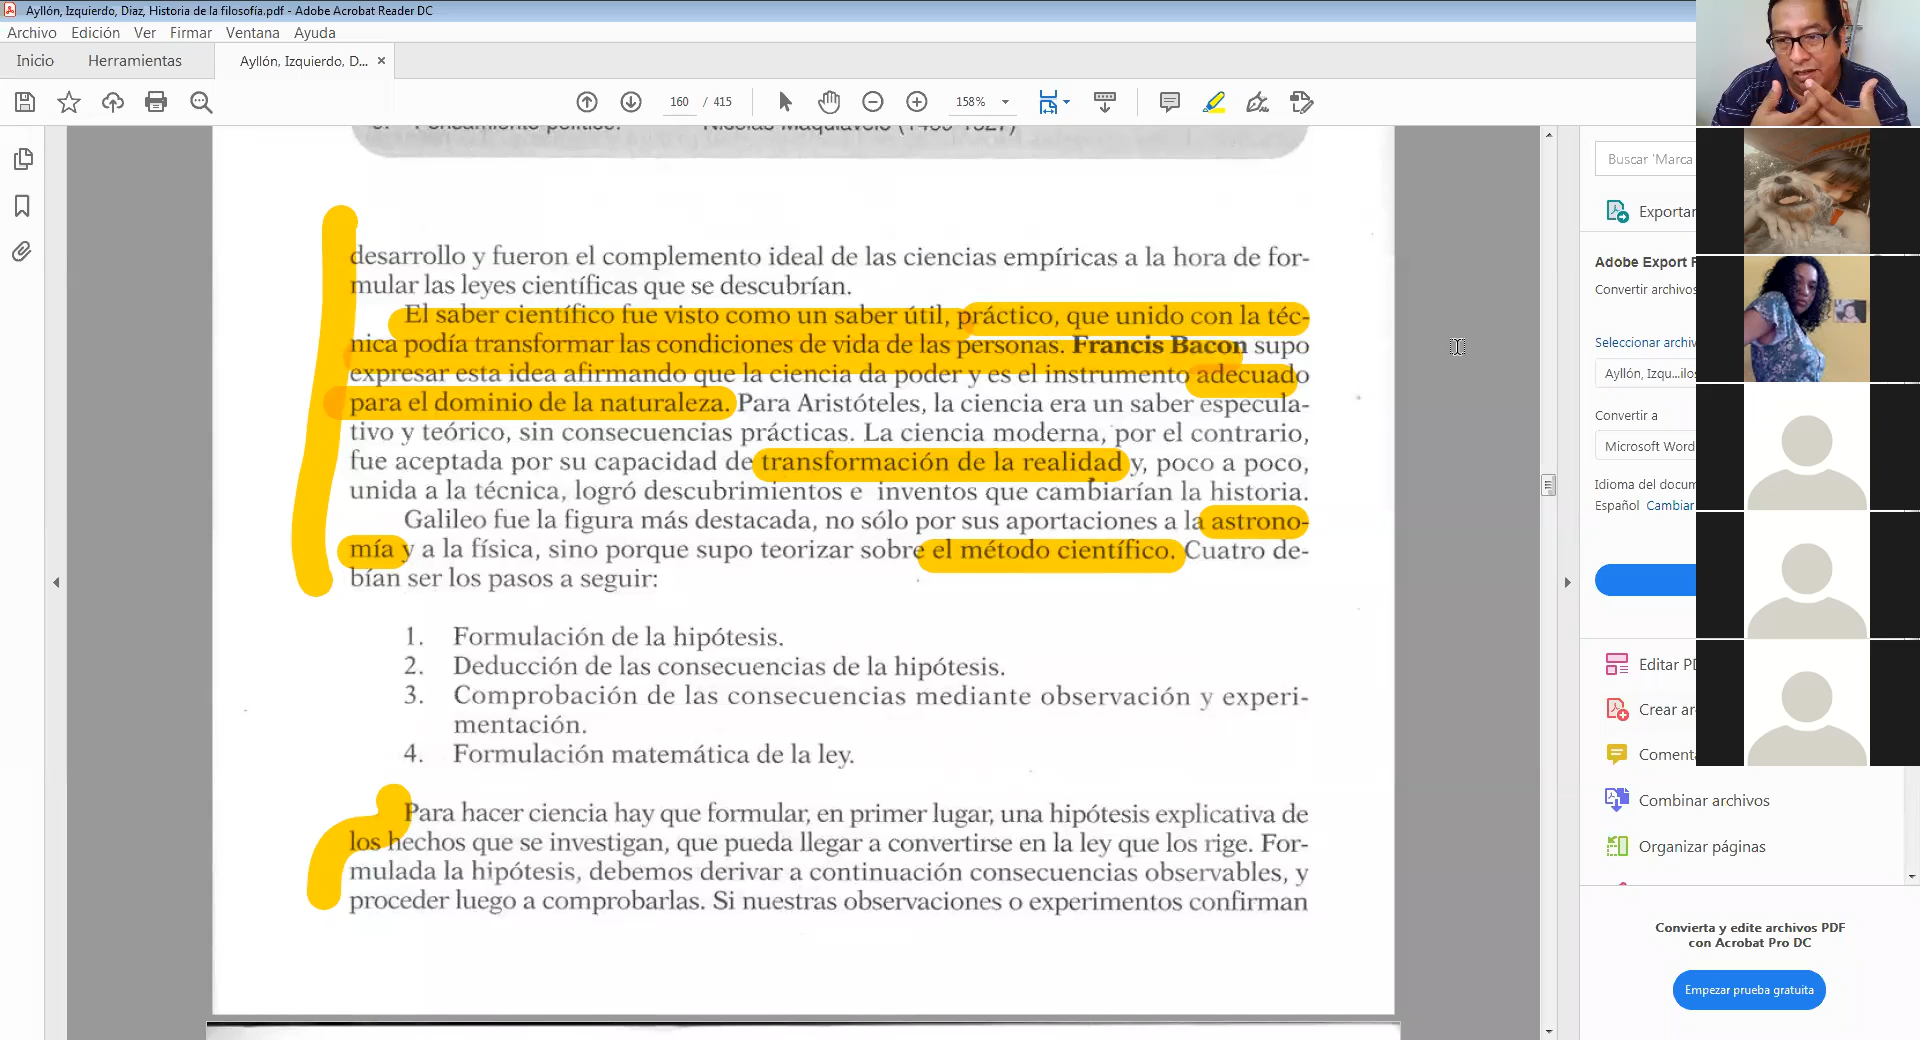 Ayllón, Izquierdo, Diaz, Historia de la filosofía.pdf - Adobe Acrobat Reader DC
Archivo Edición Ver Firmar Ventana Ayuda
Inicio Herramientas Ayllón, Izquierdo, D... ×
160 / 415 158%
Nicolás Maquiavelo (1469-1527)
desarrollo y fueron el complemento ideal de las ciencias empíricas a la hora de for-
mular las leyes científicas que se descubrían.
El saber científico fue visto como un saber útil, práctico, que unido con la téc-
nica podía transformar las condiciones de vida de las personas. Francis Bacon supo
expresar esta idea afirmando que la ciencia da poder y es el instrumento adecuado
para el dominio de la naturaleza. Para Aristóteles, la ciencia era un saber especula-
tivo y teórico, sin consecuencias prácticas. La ciencia moderna, por el contrario,
fue aceptada por su capacidad de transformación de la realidad y, poco a poco,
unida a la técnica, logró descubrimientos e inventos que cambiarían la historia.
Galileo fue la figura más destacada, no sólo por sus aportaciones a la astrono-
mía y a la física, sino porque supo teorizar sobre el método científico. Cuatro de-
bían ser los pasos a seguir:
1. Formulación de la hipótesis.
2. Deducción de las consecuencias de la hipótesis.
3. Comprobación de las consecuencias mediante observación y experi-
mentación.
4. Formulación matemática de la ley.
Para hacer ciencia hay que formular, en primer lugar, una hipótesis explicativa de
los hechos que se investigan, que pueda llegar a convertirse en la ley que los rige. For-
mulada la hipótesis, debemos derivar a continuación consecuencias observables, y
proceder luego a comprobarlas. Si nuestras observaciones o experimentos confirman
Buscar 'Marca
Exportar
Adobe Export
Convertir archivos
Seleccionar archiv
Ayllón, Izqu...ilos
Convertir a
Microsoft Word
Idioma del docum
Español Cambiar
Editar PD
Crear ar
Comenta
Combinar archivos
Organizar páginas
Convierta y edite archivos PDF
con Acrobat Pro DC
Empezar prueba gratuita